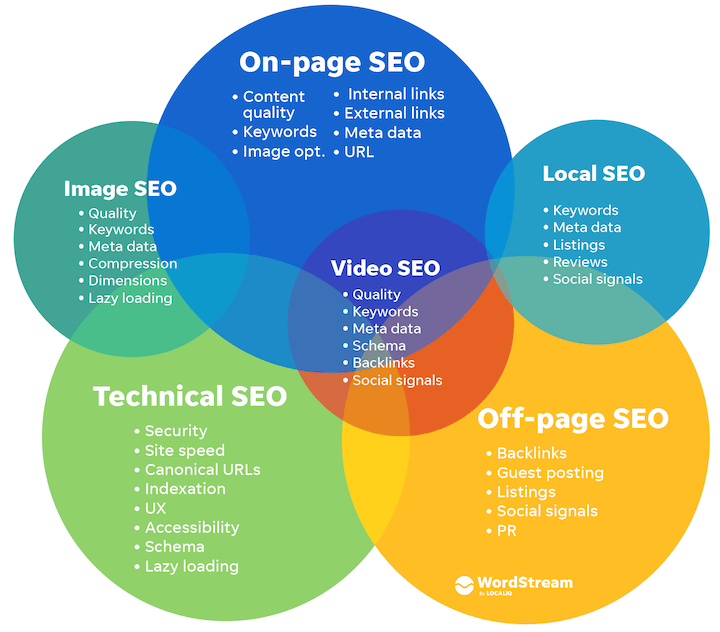 On-page SEO
• Content quality
• Keywords
• Image opt.
• Internal links
• External links
• Meta data
• URL
Image SEO
• Quality
• Keywords
• Meta data
• Compression
• Dimensions
• Lazy loading
Local SEO
• Keywords
• Meta data
• Listings
• Reviews
• Social signals
Video SEO
• Quality
• Keywords
• Meta data
• Schema
• Backlinks
• Social signals
Technical SEO
• Security
• Site speed
• Canonical URLs
• Indexation
• UX
• Accessibility
• Schema
• Lazy loading
Off-page SEO
• Backlinks
• Guest posting
• Listings
• Social signals
• PR
WordStream
By LOCALiQ